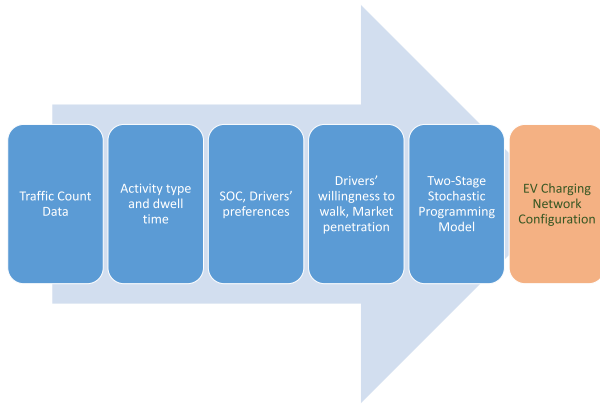 Traffic Count
Data
Activity type
and dwell
time
SOC, Drivers'
preferences
Drivers'
willingness to
walk, Market
penetration
Two-Stage
Stochastic
Programming
Model
EV Charging
Network
Configuration